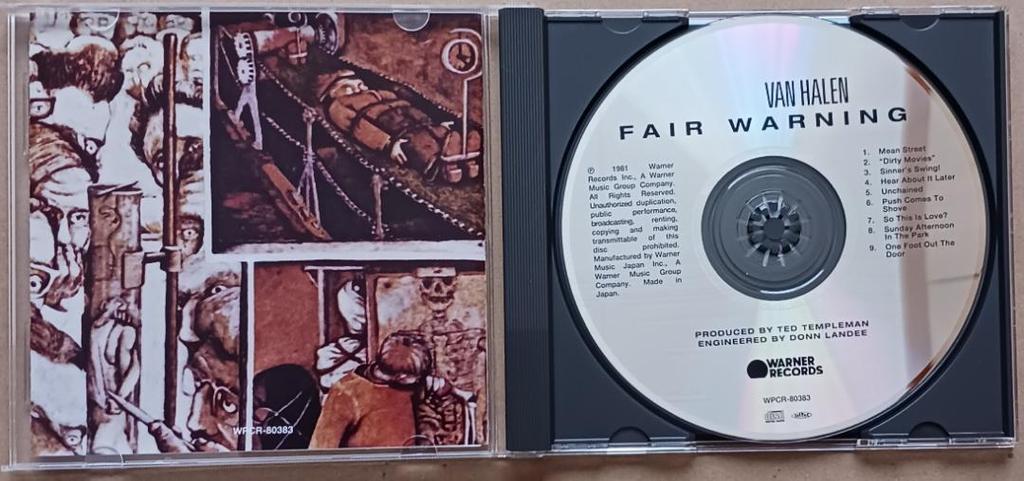 WPCR-80383
VAN HALEN
FAIR WARNING
℗ 1981 Warner
Records Inc., A Warner
Music Group Company.
All Rights Reserved.
Unauthorized duplication,
public performance,
broadcasting, renting,
copying and making
transmittable of this
disc prohibited.
Manufactured by Warner
Music Japan Inc., A
Warner Music Group
Company. Made in
Japan.
1. Mean Street
2. "Dirty Movies"
3. Sinner's Swing!
4. Hear About It Later
5. Unchained
6. Push Comes To
Shove
7. So This Is Love?
8. Sunday Afternoon
In The Park
9. One Foot Out The
Door
PRODUCED BY TED TEMPLEMAN
ENGINEERED BY DONN LANDEE
WARNER
RECORDS
WPCR-80383